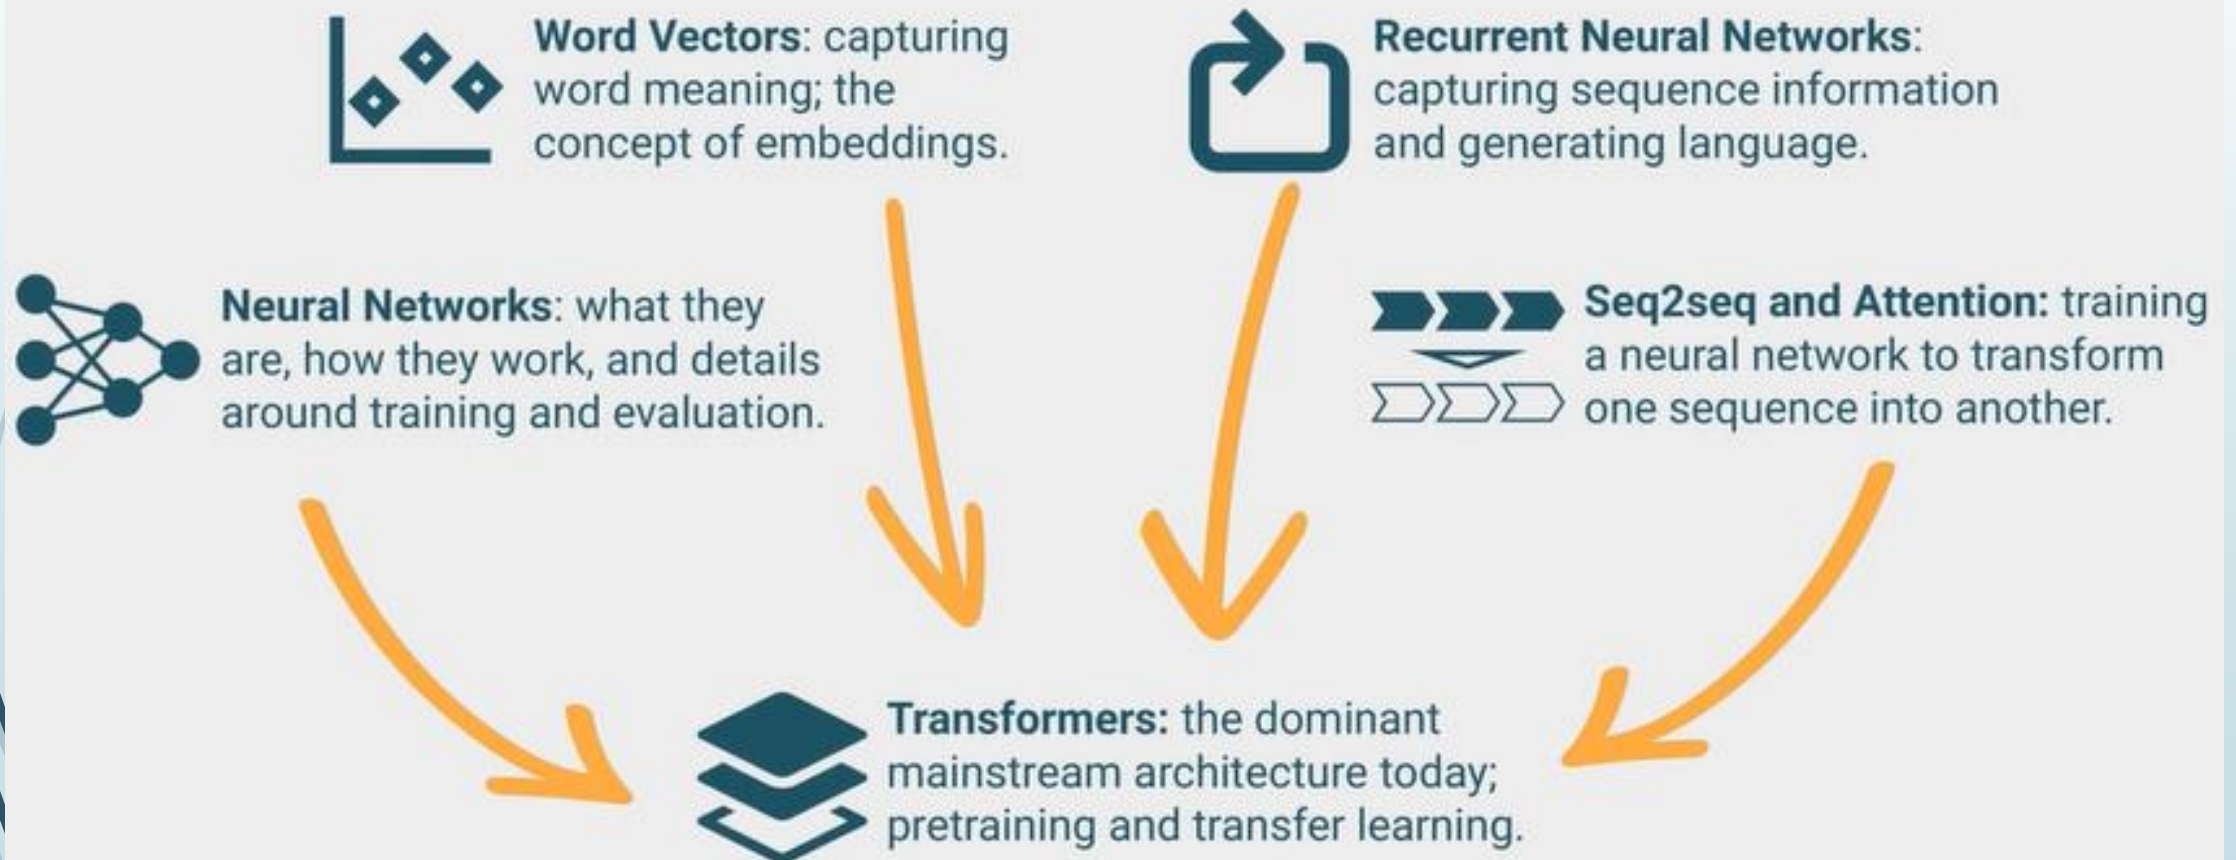 Word Vectors: capturing
word meaning; the
concept of embeddings.
Recurrent Neural Networks:
capturing sequence information
and generating language.
Neural Networks: what they
are, how they work, and details
around training and evaluation.
Seq2seq and Attention: training
a neural network to transform
one sequence into another.
Transformers: the dominant
mainstream architecture today;
pretraining and transfer learning.